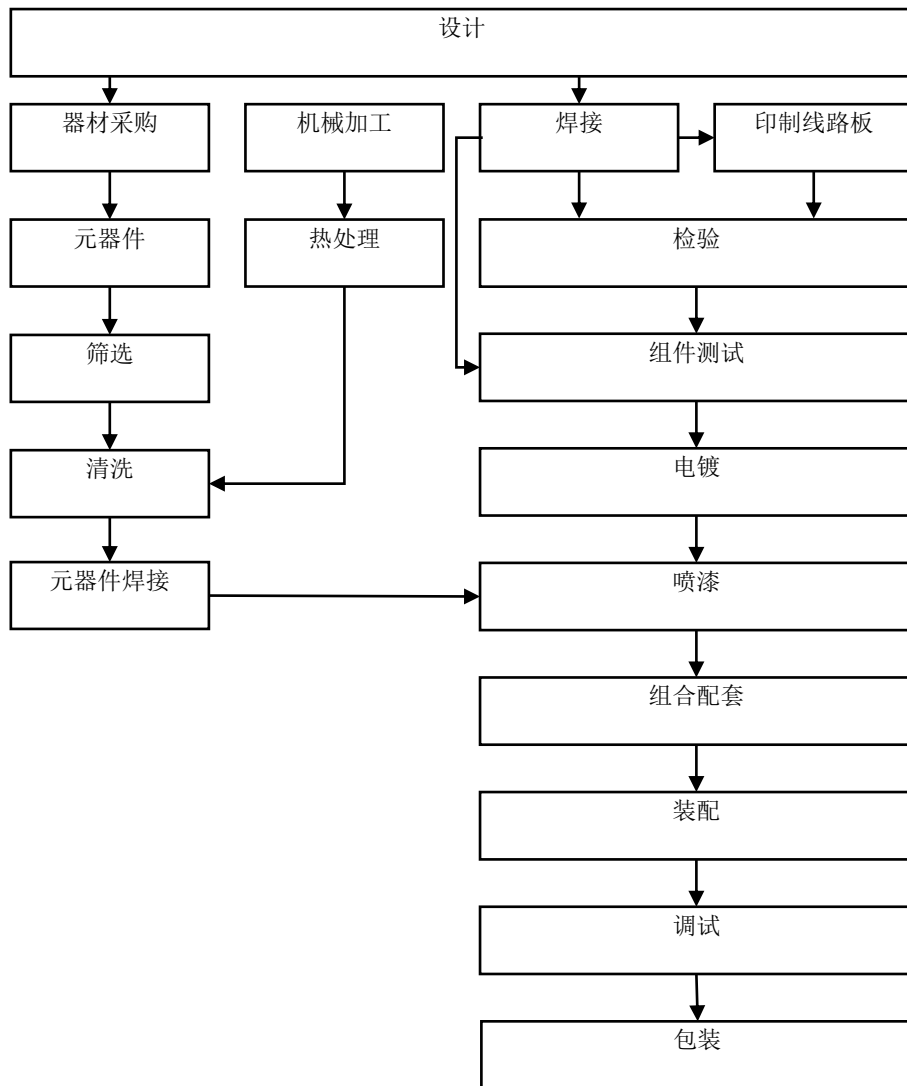 设计
器材采购
机械加工
焊接
印制线路板
元器件
热处理
检验
筛选
组件测试
清洗
电镀
元器件焊接
喷漆
组合配套
装配
调试
包装